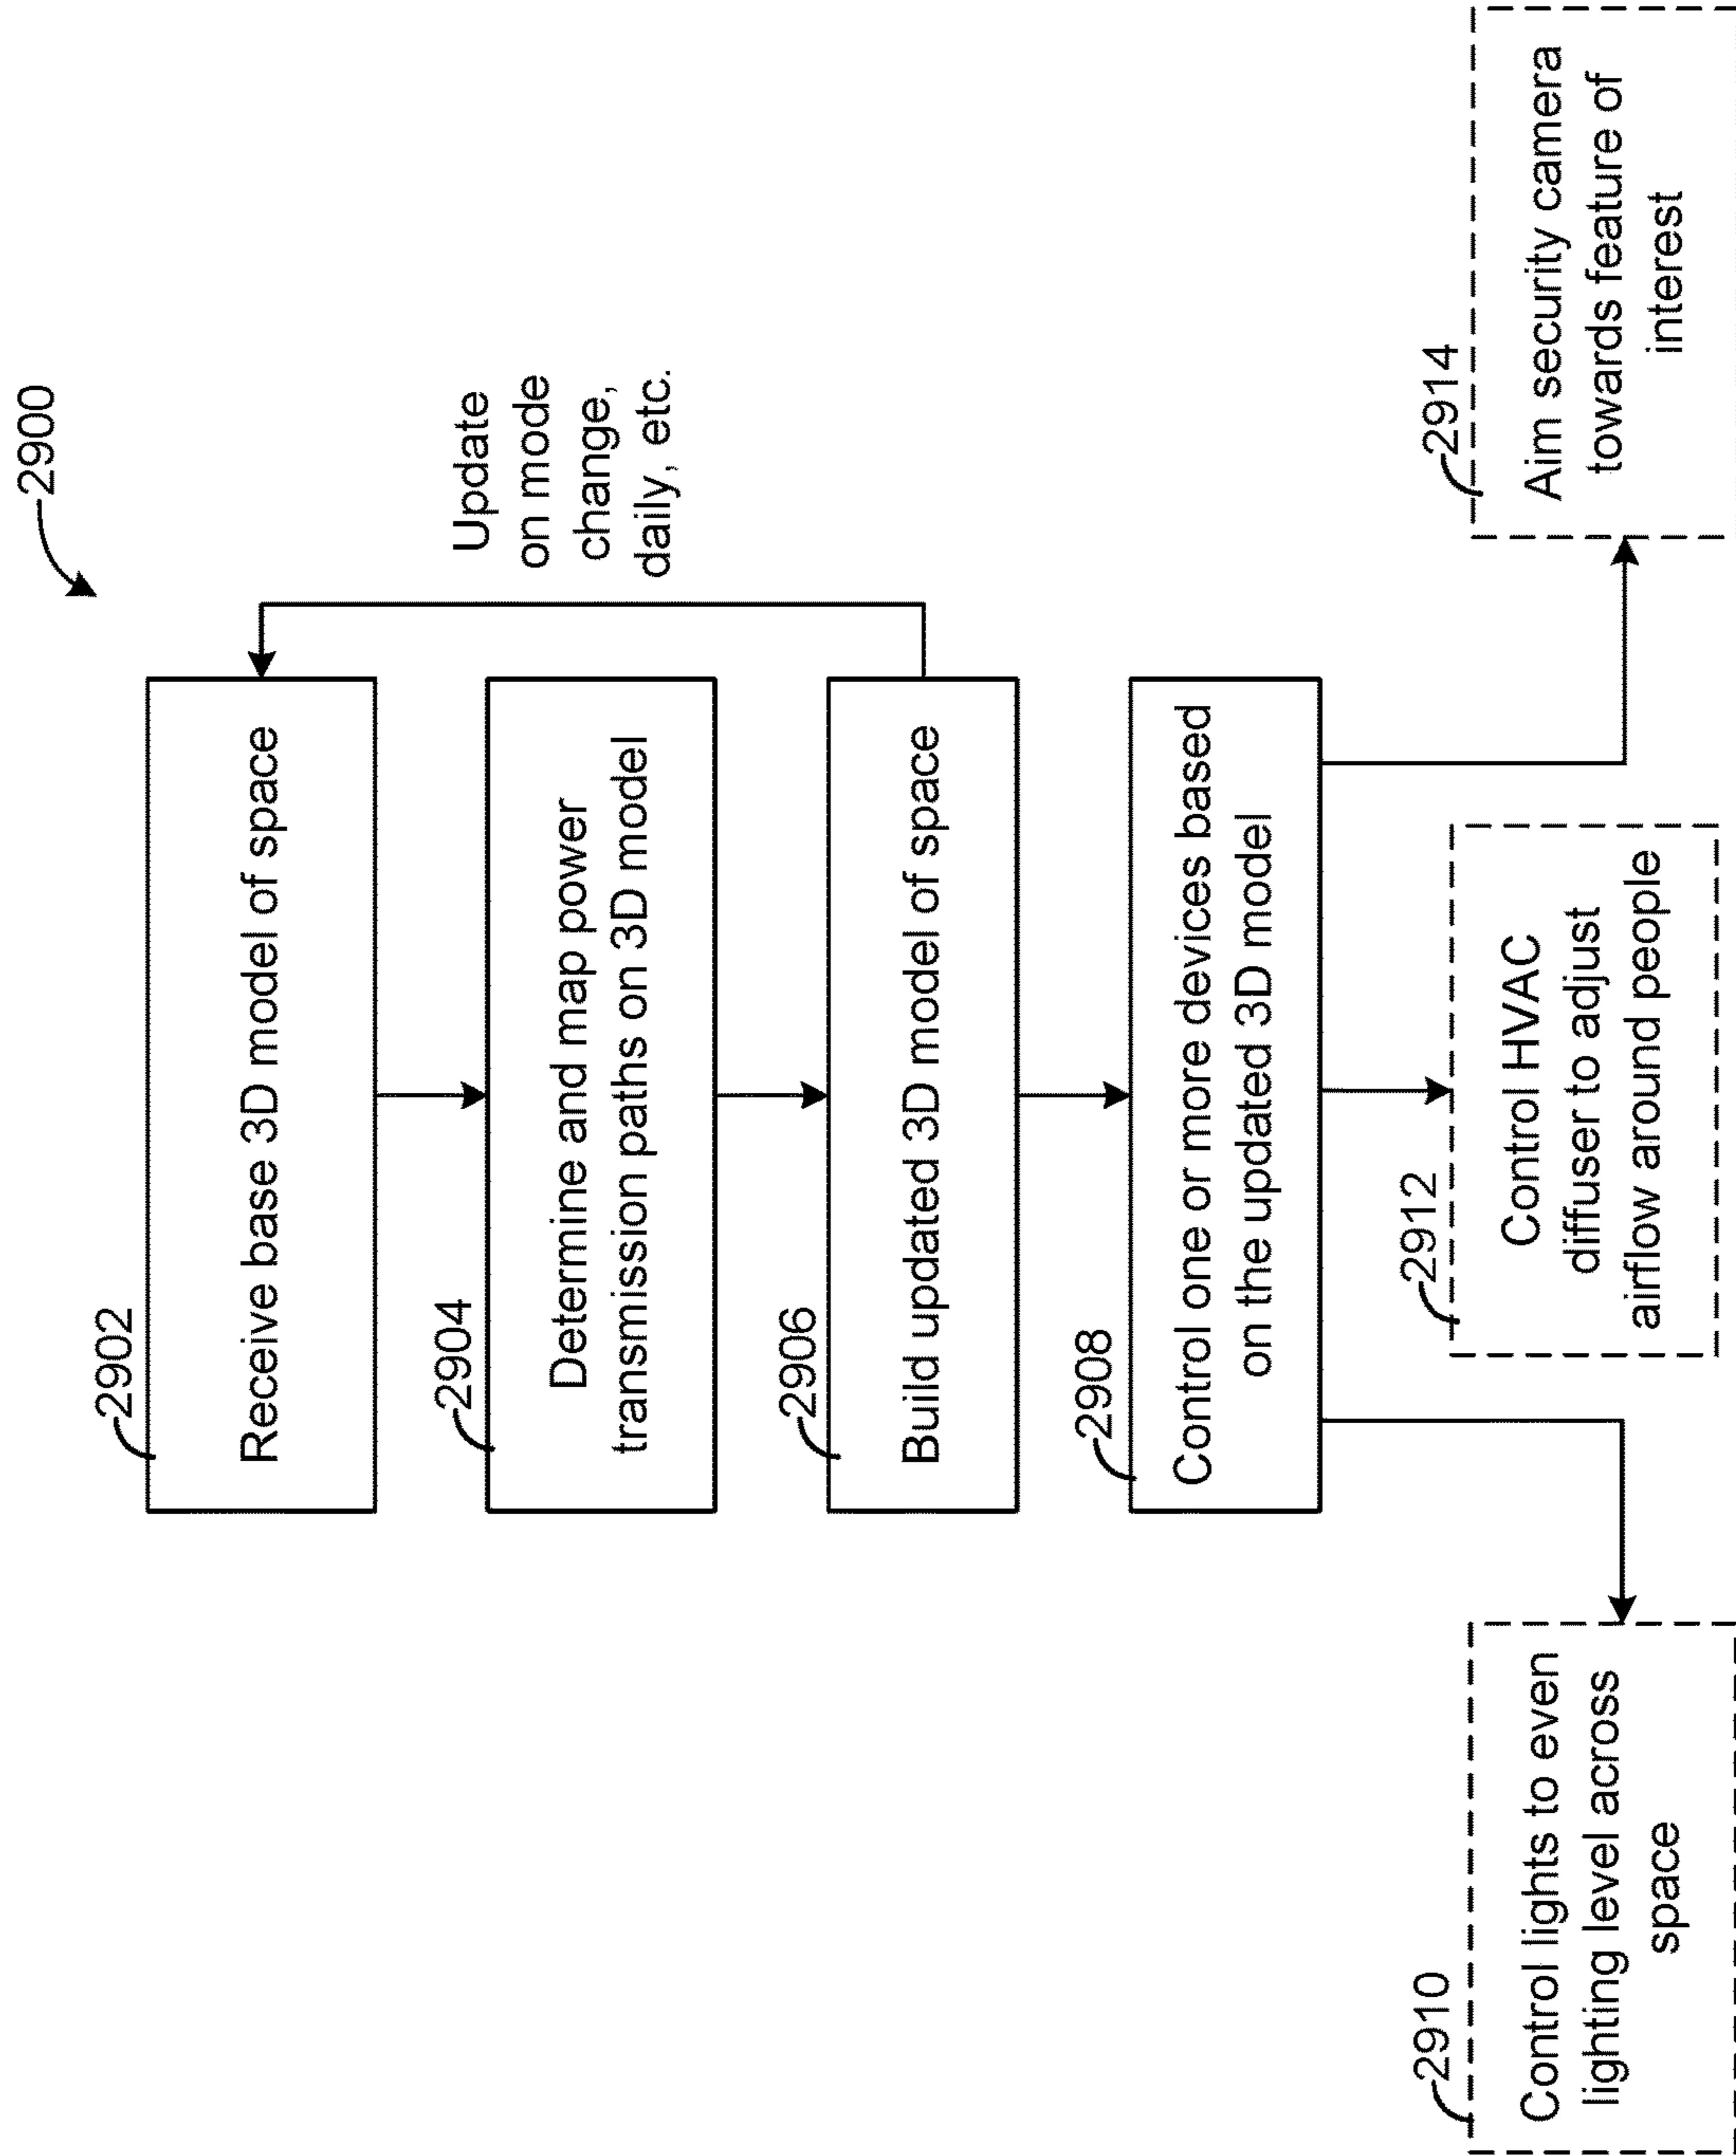 2900
2902
Receive base 3D model of space
Update
on mode
change,
daily, etc.
2904
Determine and map power
transmission paths on 3D model
2906
Build updated 3D model of space
2908
Control one or more devices based
on the updated 3D model
2910
Control lights to even
lighting level across
space
2912
Control HVAC
diffuser to adjust
airflow around people
2914
Aim security camera
towards feature of
interest